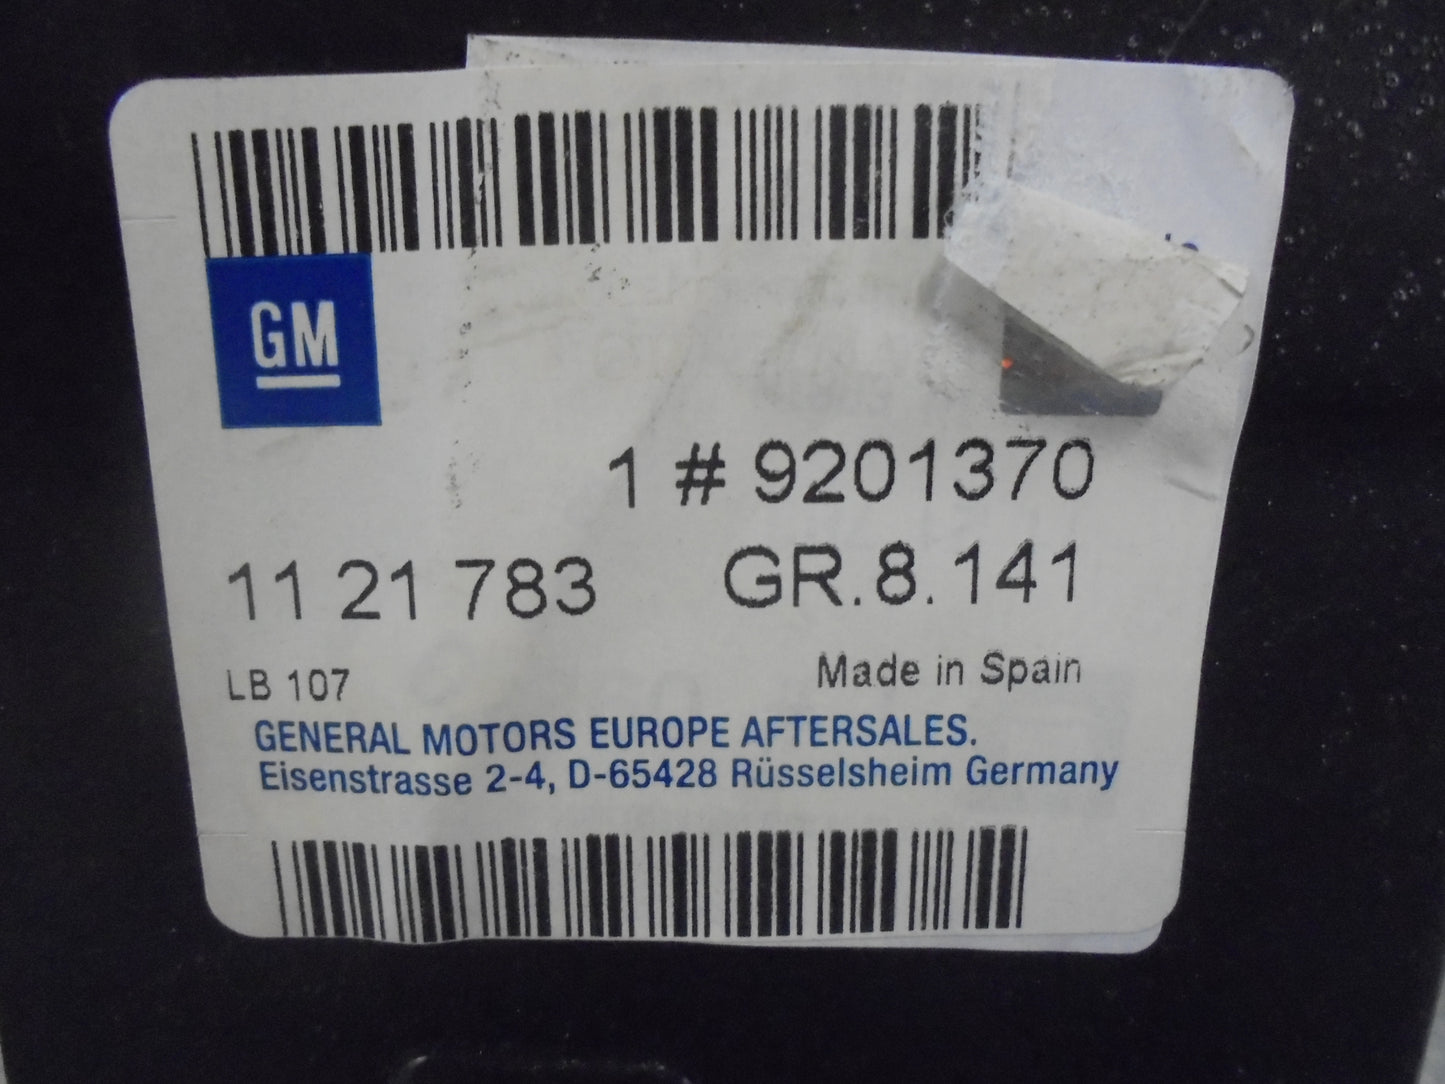 GM
1 # 9201370
11 21 783 GR.8.141
LB 107 Made in Spain
GENERAL MOTORS EUROPE AFTERSALES.
Eisenstrasse 2-4, D-65428 Rüsselsheim Germany